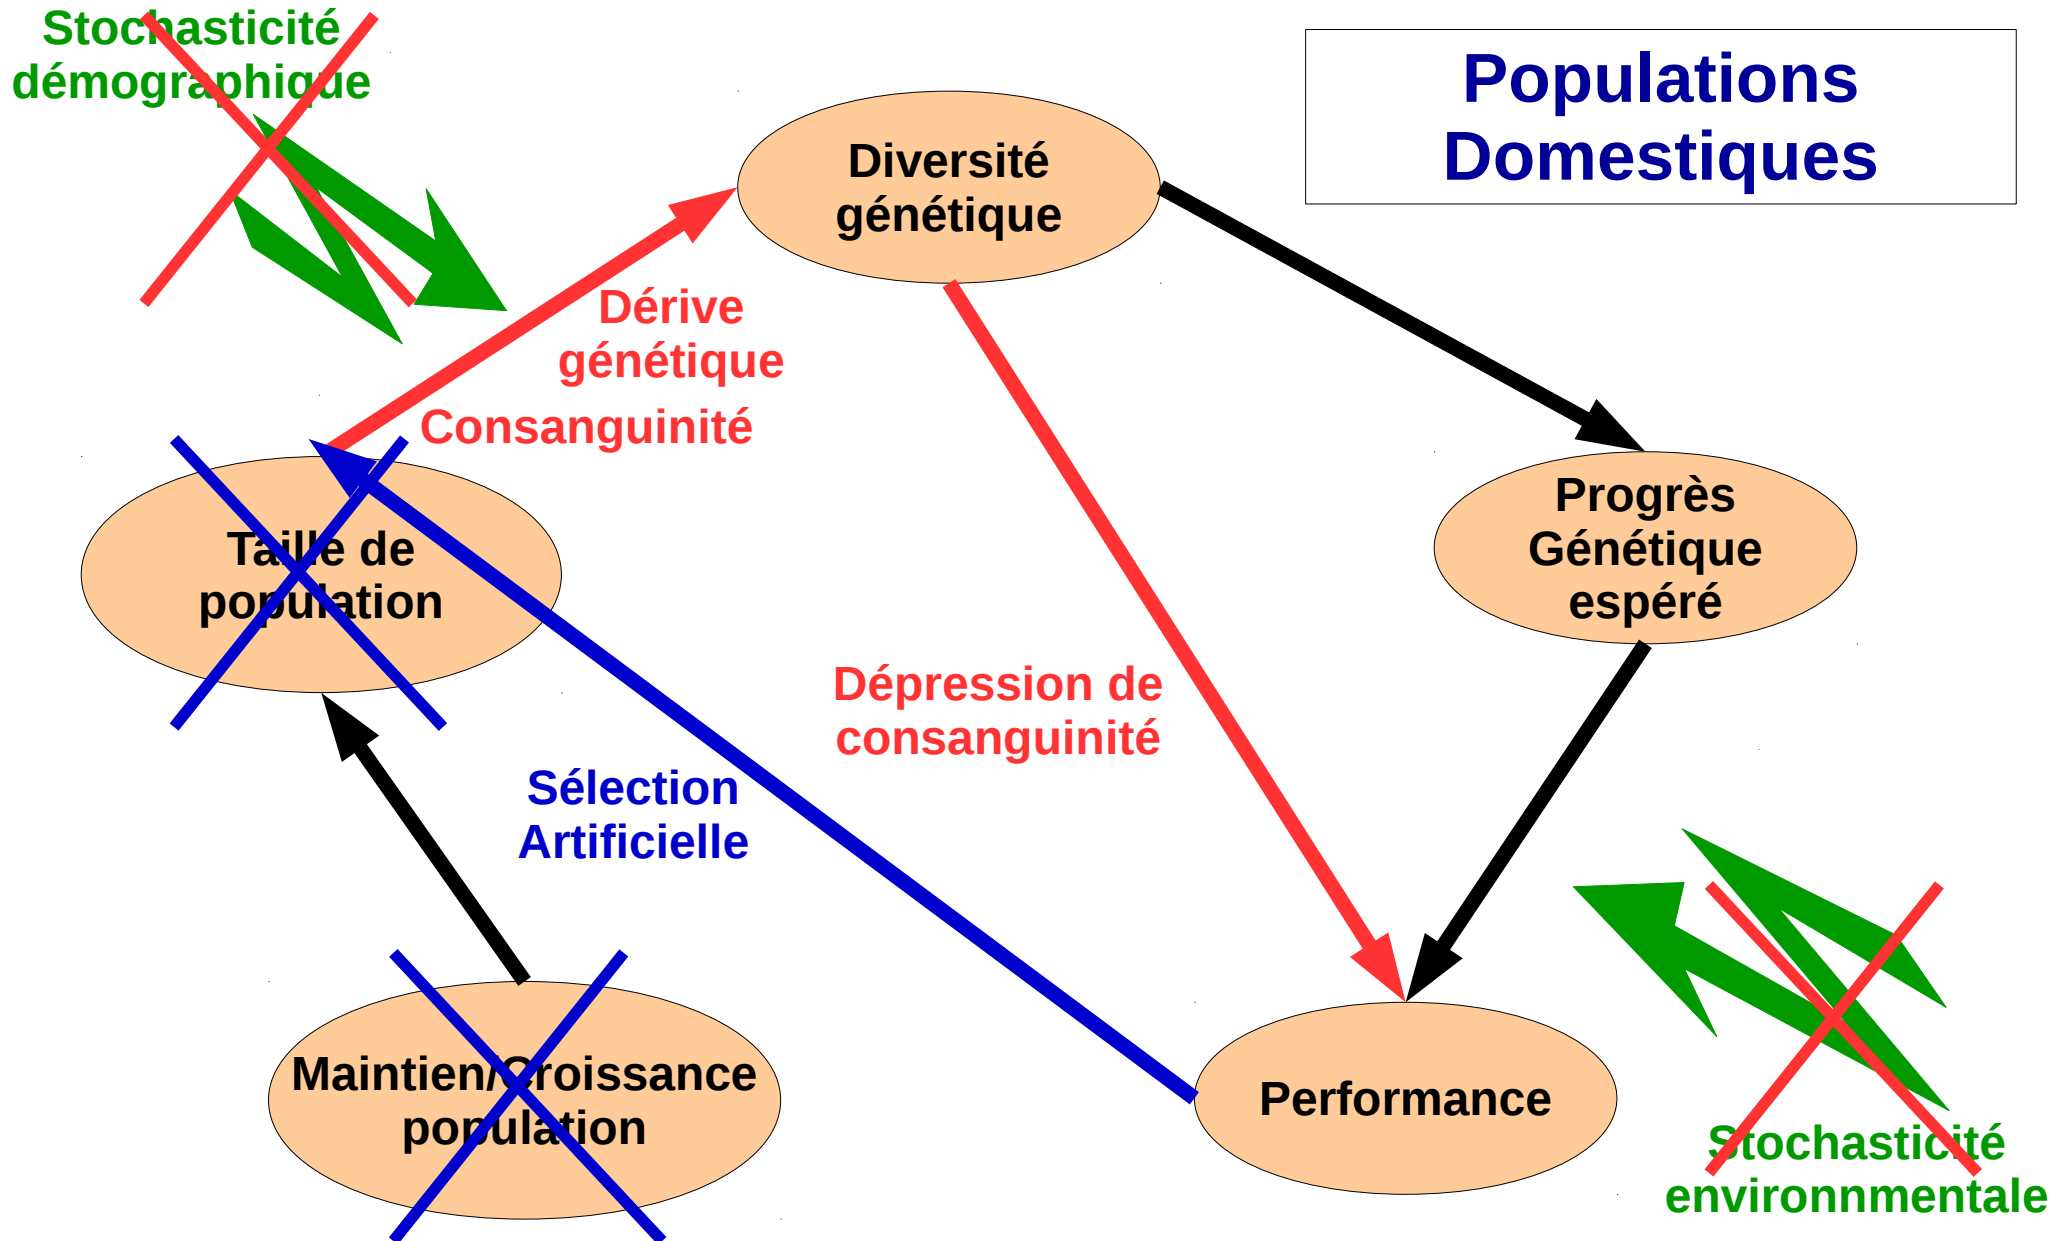 Stochasticité
démographique
Populations
Domestiques
Diversité
génétique
Dérive
génétique
Consanguinité
Progrès
Génétique
espéré
Taille de
population
Dépression de
consanguinité
Sélection
Artificielle
Maintien/Croissance
population
Performance
Stochasticité
environnmentale